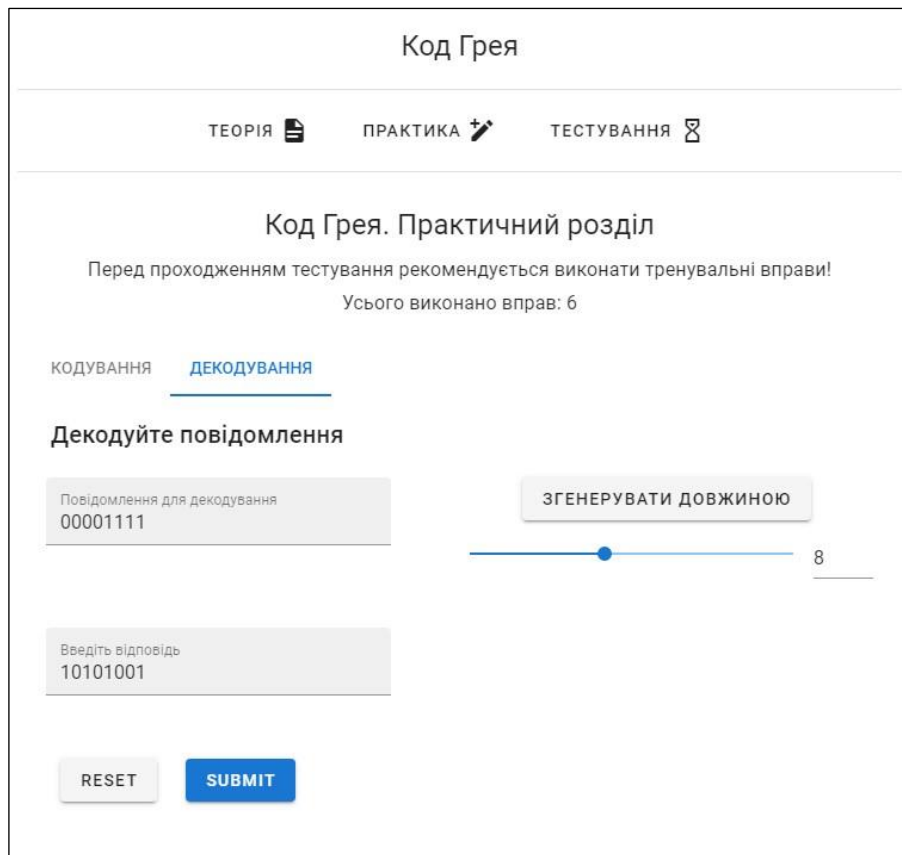 Код Грея
ТЕОРІЯ ПРАКТИКА ТЕСТУВАННЯ
Код Грея. Практичний розділ
Перед проходженням тестування рекомендується виконати тренувальні вправи!
Усього виконано вправ: 6
КОДУВАННЯ ДЕКОДУВАННЯ
Декодуйте повідомлення
Повідомлення для декодування
00001111
ЗГЕНЕРУВАТИ ДОВЖИНОЮ
8
Введіть відповідь
10101001
RESET SUBMIT